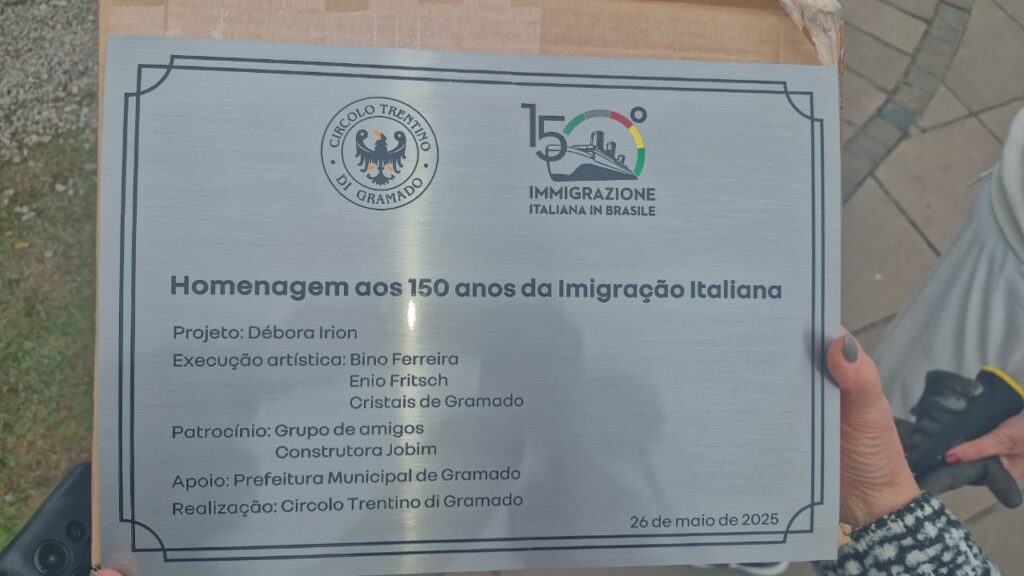 CIRCOLO TRENTINO
DI GRAMADO
150
IMMIGRAZIONE
ITALIANA IN BRASILE
Homenagem aos 150 anos da Imigração Italiana
Projeto: Débora Irion
Execução artística: Bino Ferreira
Enio Fritsch
Cristais de Gramado
Patrocínio: Grupo de amigos
Construtora Jobim
Apoio: Prefeitura Municipal de Gramado
Realização: Circolo Trentino di Gramado
26 de maio de 2025